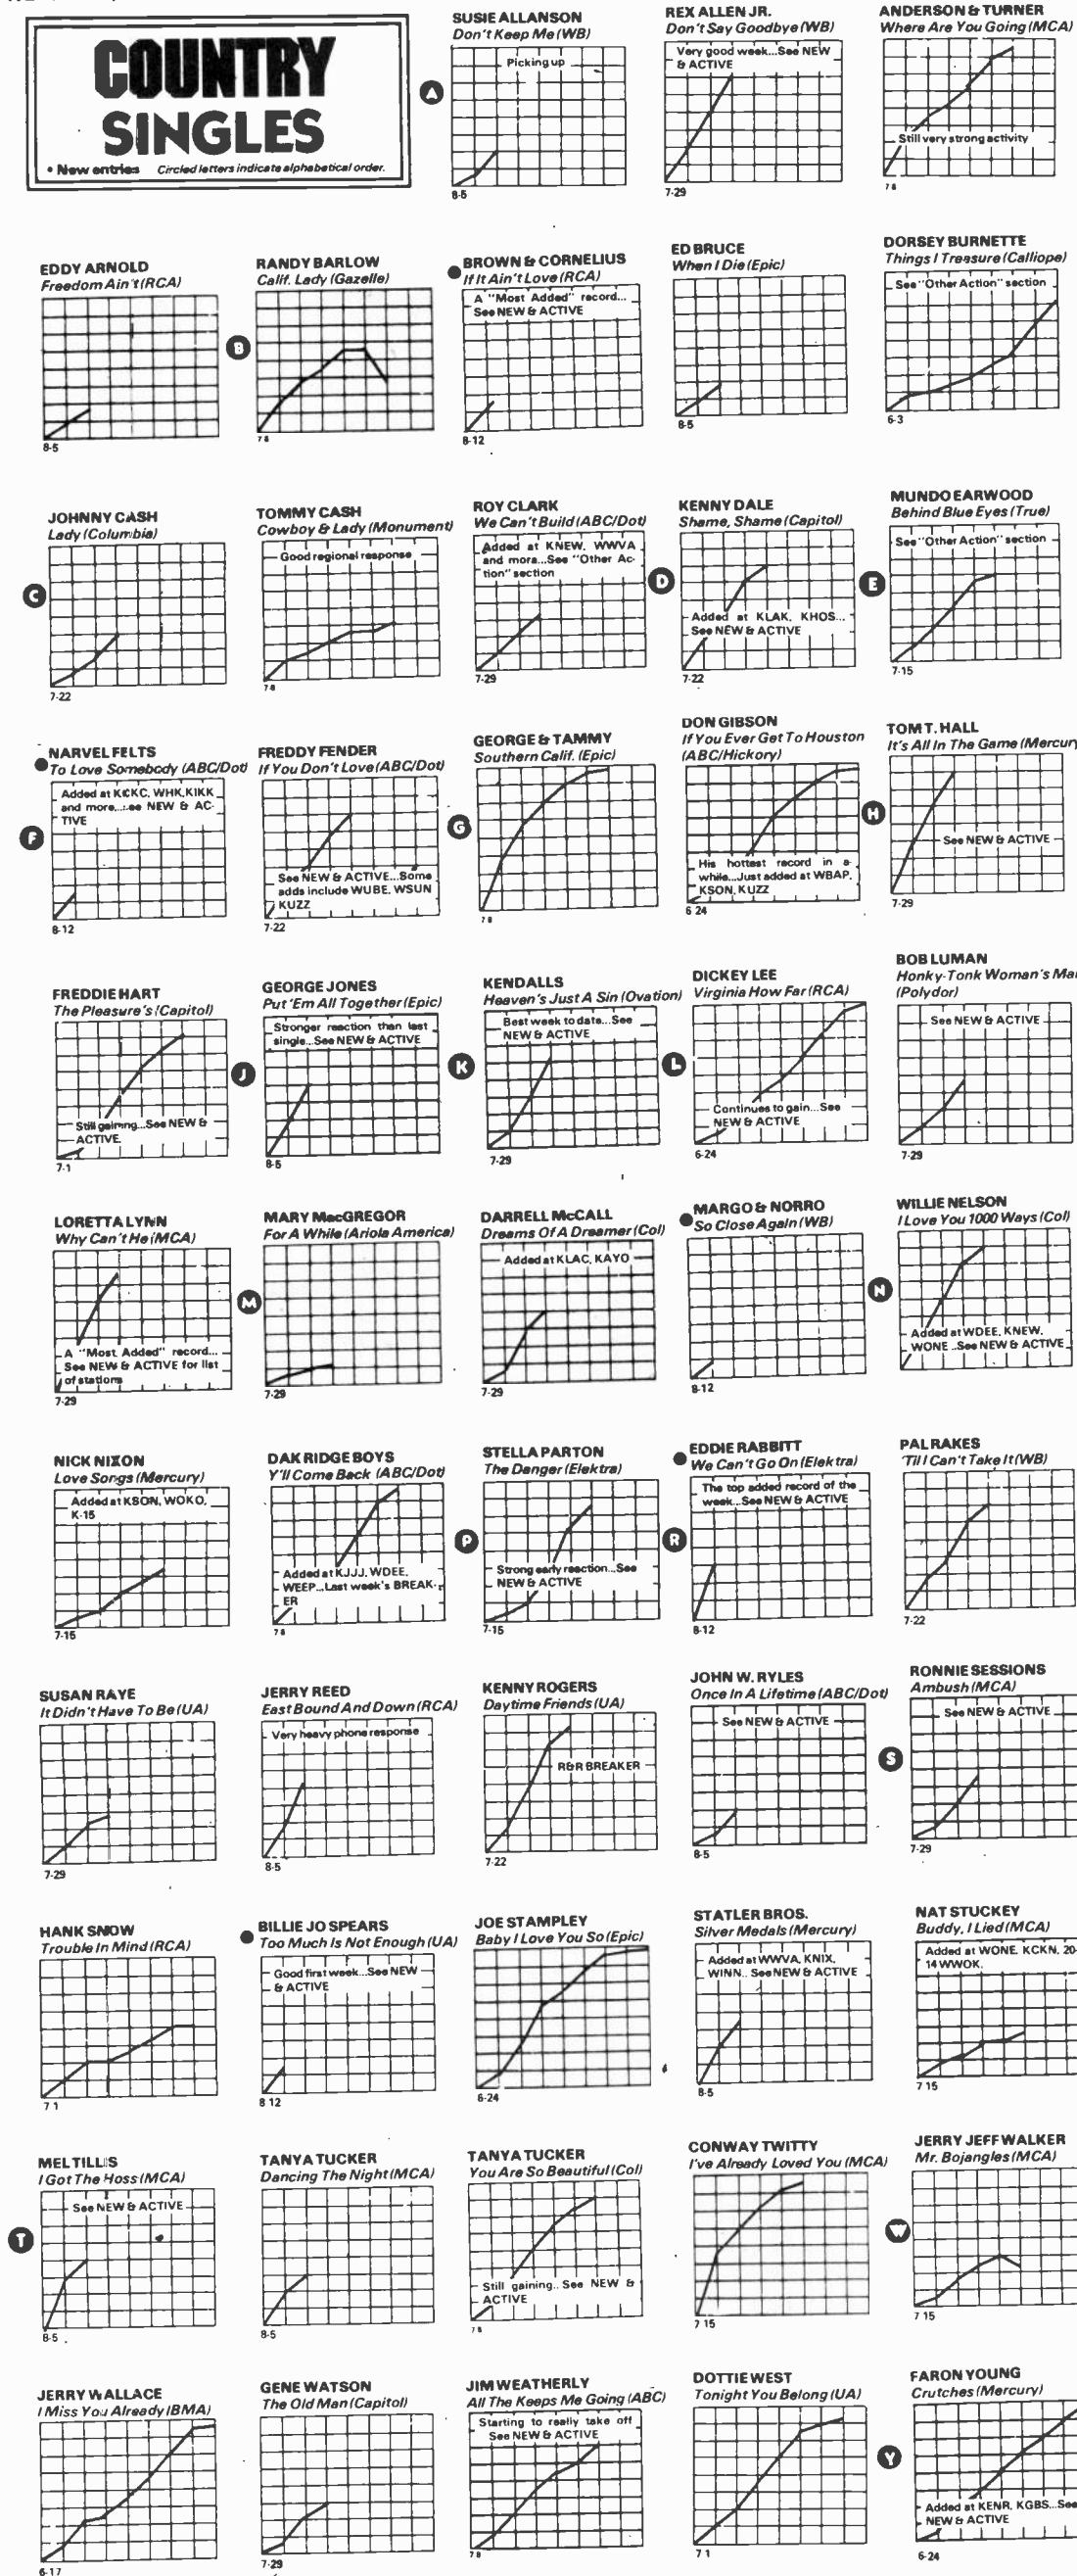 COUNTRY
SINGLES
• New entries Circled letters indicate alphabetical order.
A
SUSIE ALLANSON
Don't Keep Me (WB)
Picking up
8-5
REX ALLEN JR.
Don't Say Goodbye (WB)
Very good week...See NEW
& ACTIVE
7-29
ANDERSON & TURNER
Where Are You Going (MCA)
Still very strong activity
7 8
EDDY ARNOLD
Freedom Ain't (RCA)
8-5
B
RANDY BARLOW
Calif. Lady (Gazelle)
7 8
• BROWN & CORNELIUS
If It Ain't Love (RCA)
A "Most Added" record...
See NEW & ACTIVE
8-12
ED BRUCE
When I Die (Epic)
8-5
DORSEY BURNETTE
Things I Treasure (Calliope)
See "Other Action" section
6-3
C
JOHNNY CASH
Lady (Columbia)
7-22
TOMMY CASH
Cowboy & Lady (Monument)
Good regional response
7 8
ROY CLARK
We Can't Build (ABC/Dot)
Added at KNEW, WWVA
and more...See "Other Ac-
tion" section
7-29
D
KENNY DALE
Shame, Shame (Capitol)
Added at KLAK, KHOS...
See NEW & ACTIVE
7-22
E
MUNDO EARWOOD
Behind Blue Eyes (True)
See "Other Action" section
7-15
F
• NARVEL FELTS
To Love Somebody (ABC/Dot)
Added at KCKC, WHK, KIKK
and more...see NEW & AC-
TIVE
8-12
FREDDY FENDER
If You Don't Love (ABC/Dot)
See NEW & ACTIVE...Some
adds include WUBE, WSUN
KUZZ
7-22
G
GEORGE & TAMMY
Southern Calif. (Epic)
7 8
DON GIBSON
If You Ever Get To Houston
(ABC/Hickory)
His hottest record in a
while...Just added at WBAP,
KSON, KUZZ
6 24
H
TOM T. HALL
It's All In The Game (Mercury
See NEW & ACTIVE
7-29
FREDDIE HART
The Pleasure's (Capitol)
Still gaining...See NEW &
ACTIVE.
7-1
J
GEORGE JONES
Put 'Em All Together (Epic)
Stronger reaction than last
single...See NEW & ACTIVE
8-5
K
KENDALLS
Heaven's Just A Sin (Ovation)
Best week to date...See
NEW & ACTIVE
7-29
L
DICKEY LEE
Virginia How Far (RCA)
Continues to gain...See
NEW & ACTIVE
6-24
BOB LUMAN
Honky-Tonk Woman's Ma
(Polydor)
See NEW & ACTIVE
7-29
LORETTA LYNN
Why Can't He (MCA)
A "Most Added" record...
See NEW & ACTIVE for list
of stations
7-29
M
MARY MacGREGOR
For A While (Ariola America)
7-29
DARRELL McCALL
Dreams Of A Dreamer (Col)
Added at KLAC, KAYO
7-29
• MARGO & NORRO
So Close Again (WB)
8-12
N
WILLIE NELSON
I Love You 1000 Ways (Col)
Added at WDEE, KNEW,
WONE ..See NEW & ACTIVE
NICK NIXON
Love Songs (Mercury)
Added at KSON, WOKO,
K-15
7-15
OAK RIDGE BOYS
Y'll Come Back (ABC/Dot)
Added at KJJJ, WDEE,
WEEP...Last week's BREAK-
ER
7 8
P
STELLA PARTON
The Danger (Elektra)
Strong early reaction...See
NEW & ACTIVE
7-15
R
• EDDIE RABBITT
We Can't Go On (Elektra)
The top added record of the
week...See NEW & ACTIVE
8-12
PAL RAKES
'Til I Can't Take It (WB)
7-22
SUSAN RAYE
It Didn't Have To Be (UA)
7-29
JERRY REED
East Bound And Down (RCA)
Very heavy phone response
8-5
KENNY ROGERS
Daytime Friends (UA)
R&R BREAKER
7-22
JOHN W. RYLES
Once In A Lifetime (ABC/Dot)
See NEW & ACTIVE
8-5
S
RONNIE SESSIONS
Ambush (MCA)
See NEW & ACTIVE
7-29
HANK SNOW
Trouble In Mind (RCA)
7 1
• BILLIE JO SPEARS
Too Much Is Not Enough (UA)
Good first week...See NEW
& ACTIVE
8 12
JOE STAMPLEY
Baby I Love You So (Epic)
6-24
STATLER BROS.
Silver Medals (Mercury)
Added at WWVA, KNIX,
WINN.. See NEW & ACTIVE
8-5
NAT STUCKEY
Buddy, I Lied (MCA)
Added at WONE, KCKN, 20-
14 WWOK.
7 15
T
MEL TILLIS
I Got The Hoss (MCA)
See NEW & ACTIVE
8-5
TANYA TUCKER
Dancing The Night (MCA)
8-5
TANYA TUCKER
You Are So Beautiful (Col)
Still gaining.. See NEW &
ACTIVE
7 8
CONWAY TWITTY
I've Already Loved You (MCA)
7 15
W
JERRY JEFF WALKER
Mr. Bojangles (MCA)
7 15
JERRY WALLACE
I Miss You Already (BMA)
6-17
GENE WATSON
The Old Man (Capitol)
7-29
JIM WEATHERLY
All The Keeps Me Going (ABC)
Starting to really take off
See NEW & ACTIVE
7 8
DOTTIE WEST
Tonight You Belong (UA)
7 1
Y
FARON YOUNG
Crutches (Mercury)
Added at KENR, KGBS...See
NEW & ACTIVE
6-24